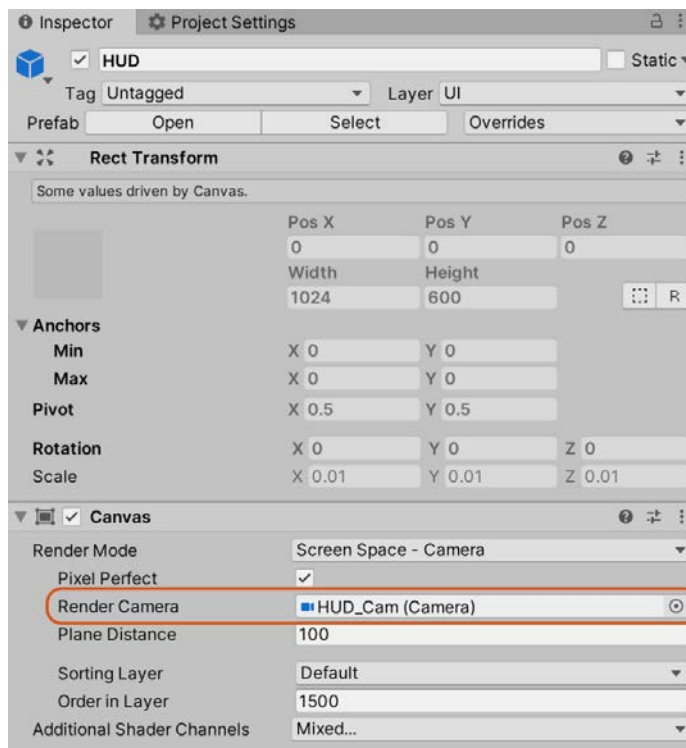 Inspector Project Settings
HUD Static
Tag Untagged Layer UI
Prefab Open Select Overrides
Rect Transform
Some values driven by Canvas.
Pos X Pos Y Pos Z
0 0 0
Width Height
1024 600
R
Anchors
Min X 0 Y 0
Max X 0 Y 0
Pivot X 0.5 Y 0.5
Rotation X 0 Y 0 Z 0
Scale X 0.01 Y 0.01 Z 0.01
Canvas
Render Mode Screen Space - Camera
Pixel Perfect
Render Camera HUD_Cam (Camera)
Plane Distance 100
Sorting Layer Default
Order in Layer 1500
Additional Shader Channels Mixed...